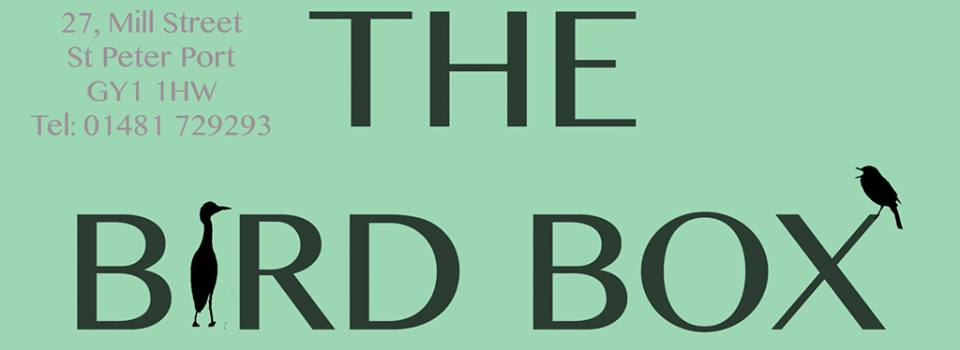 27, Mill Street
St Peter Port
GY1 1HW
Tel: 01481 729293
THE
BIRD BOX